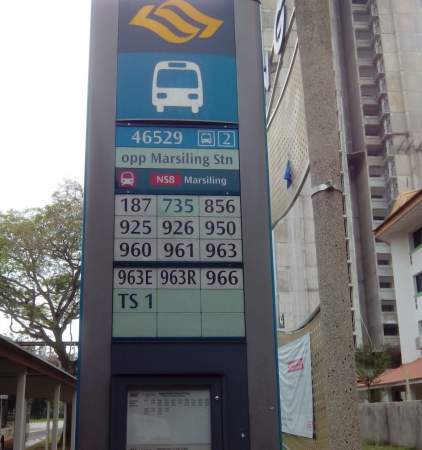 46529 2
opp Marsiling Stn
NS8 Marsiling
187 735 856
925 926 950
960 961 963
963E 963R 966
TS 1